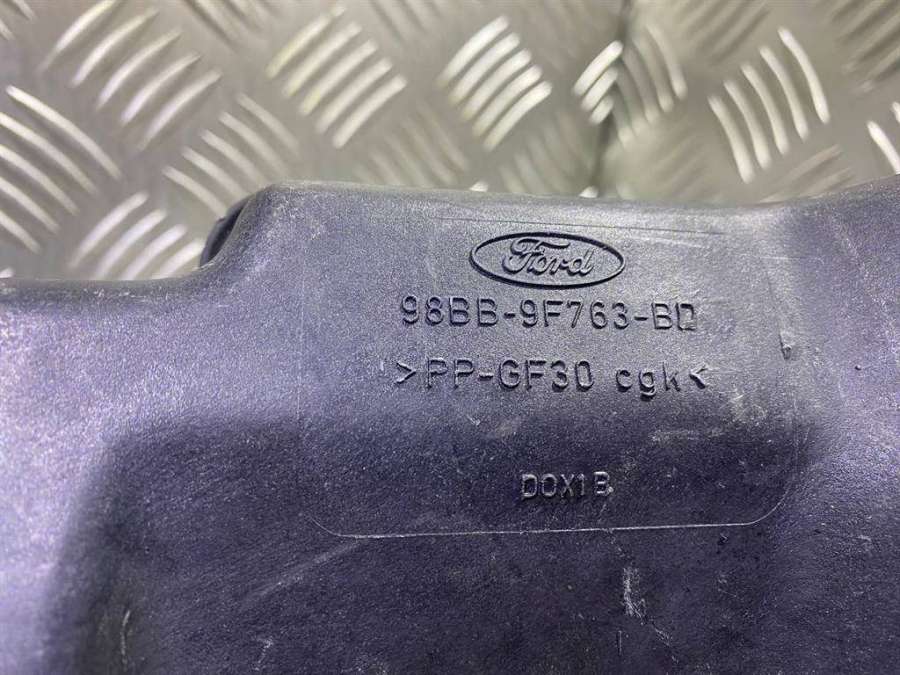 Ford
98BB-9F763-BD
>PP-GF30 cgk<
DOX1B